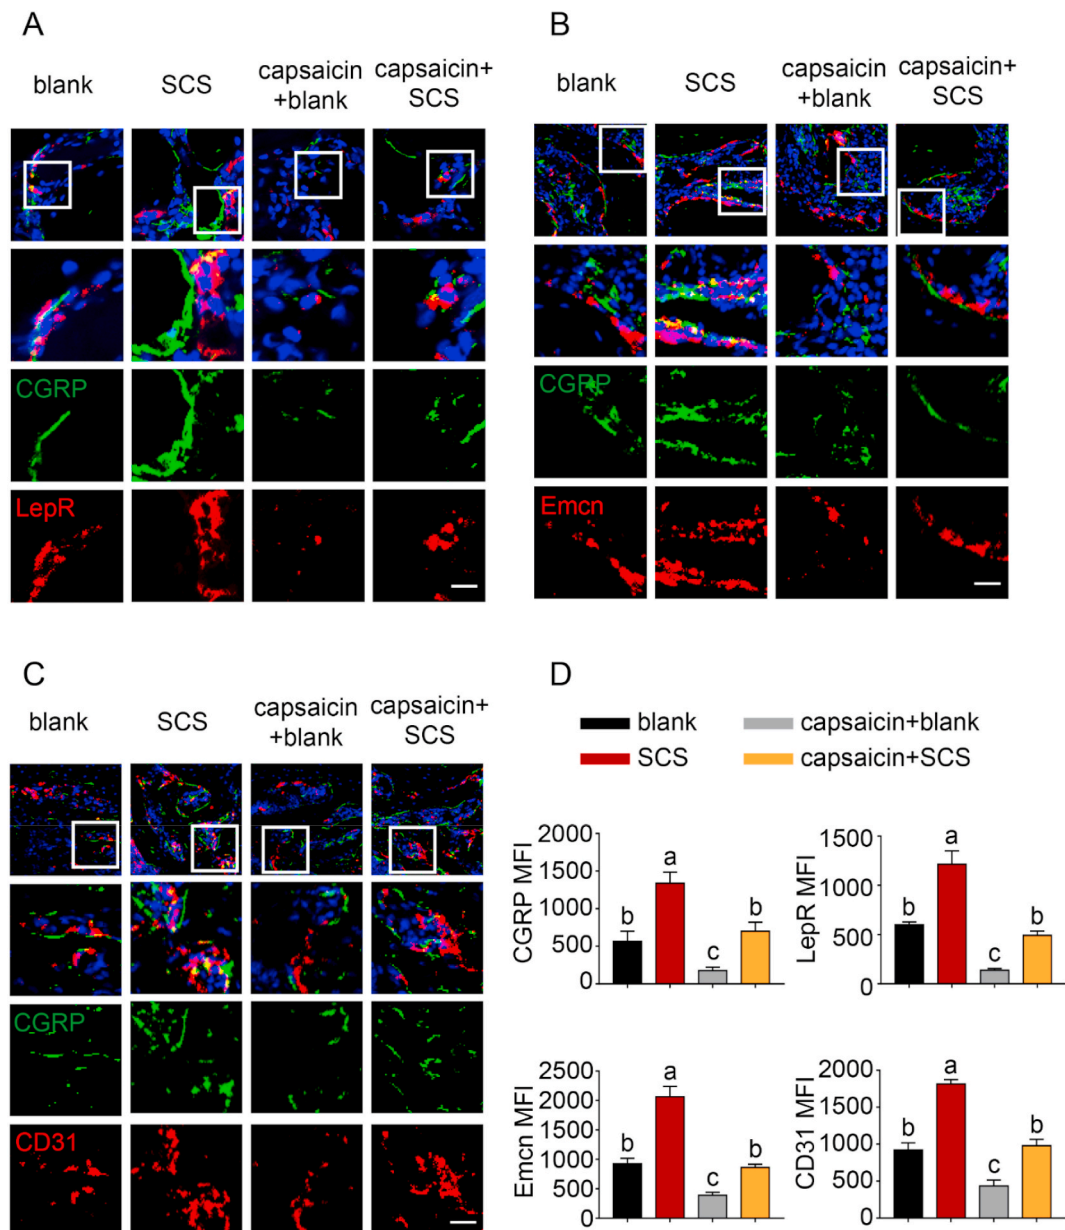 A
blank
SCS
capsaicin
+blank
capsaicin+
SCS
CGRP
LepR
B
blank
SCS
capsaicin
+blank
capsaicin+
SCS
CGRP
Emcn
C
blank
SCS
capsaicin
+blank
capsaicin+
SCS
CGRP
CD31
D
blank
capsaicin+blank
SCS
capsaicin+SCS
CGRP MFI
2000
1500
1000
500
0
b
a
c
b
LepR MFI
1500
1000
500
0
b
a
c
b
Emcn MFI
2500
2000
1500
1000
500
0
b
a
c
b
CD31 MFI
2000
1500
1000
500
0
b
a
c
b